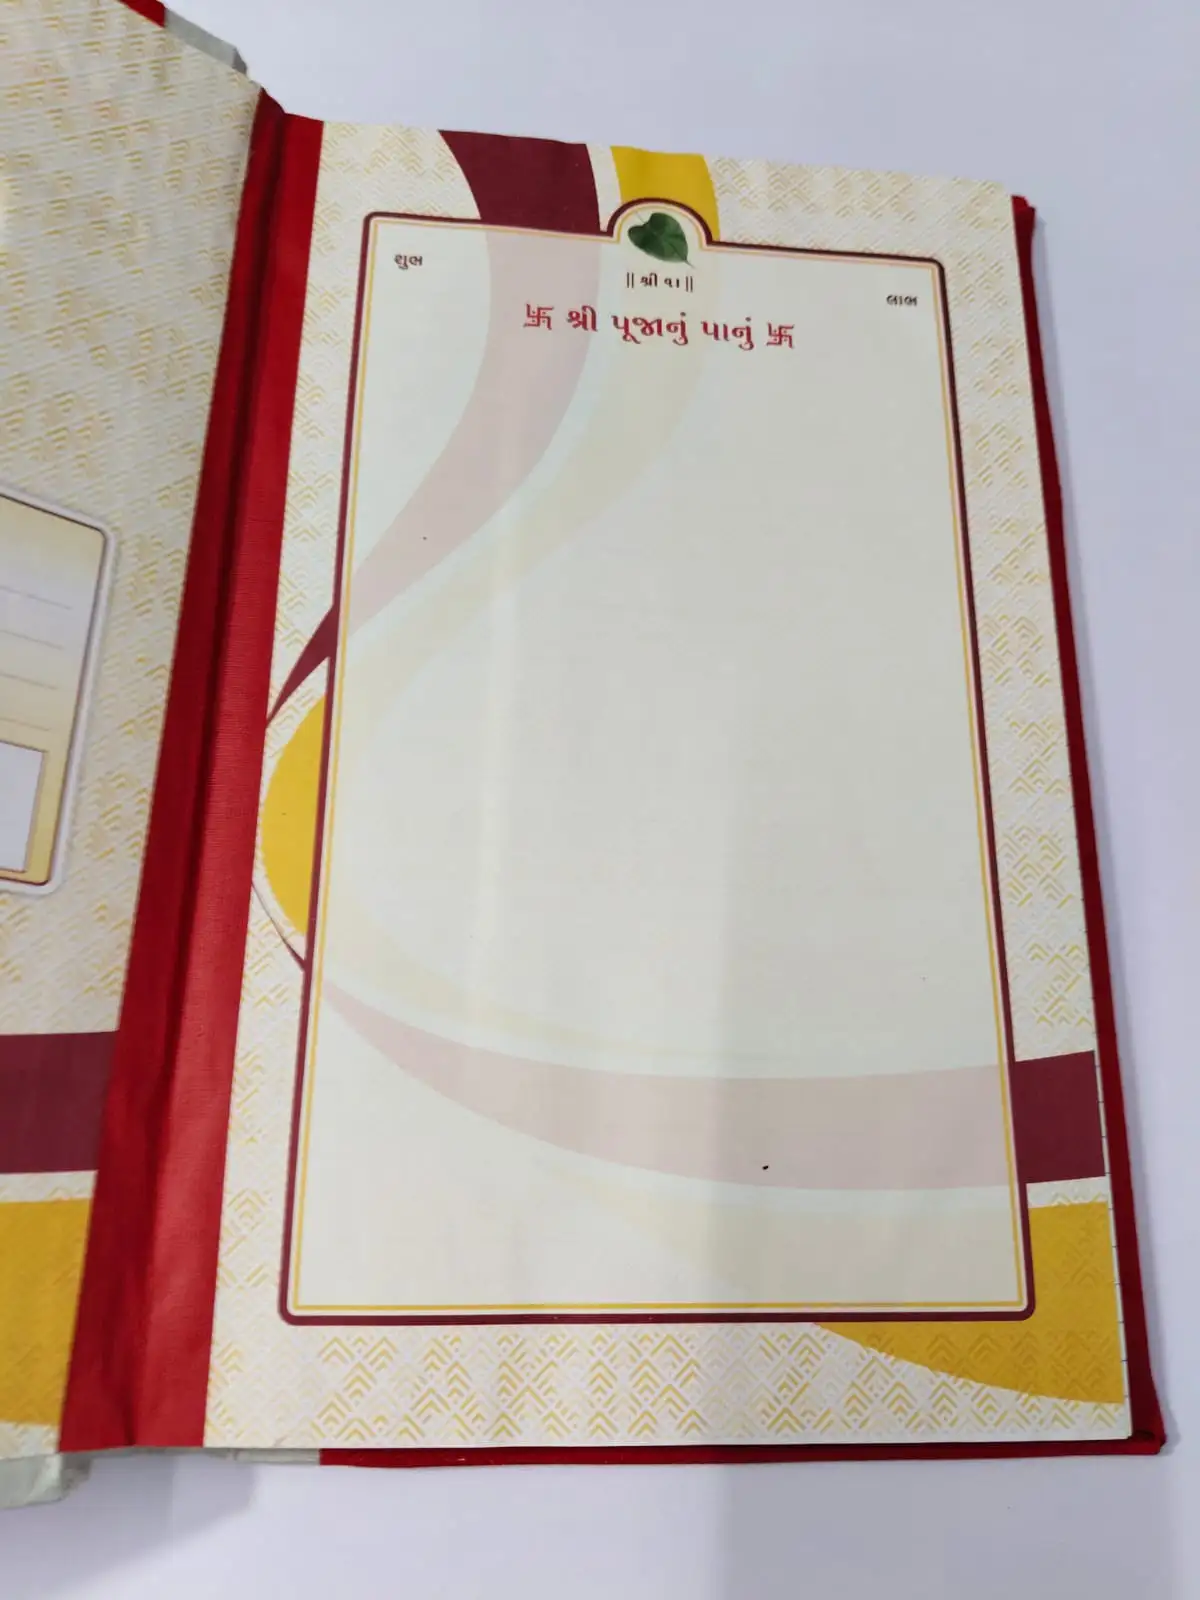 શુભ
|| શ્રી ૧। ||
લાભ
卐 શ્રી પૂજાનું પાનું 卐